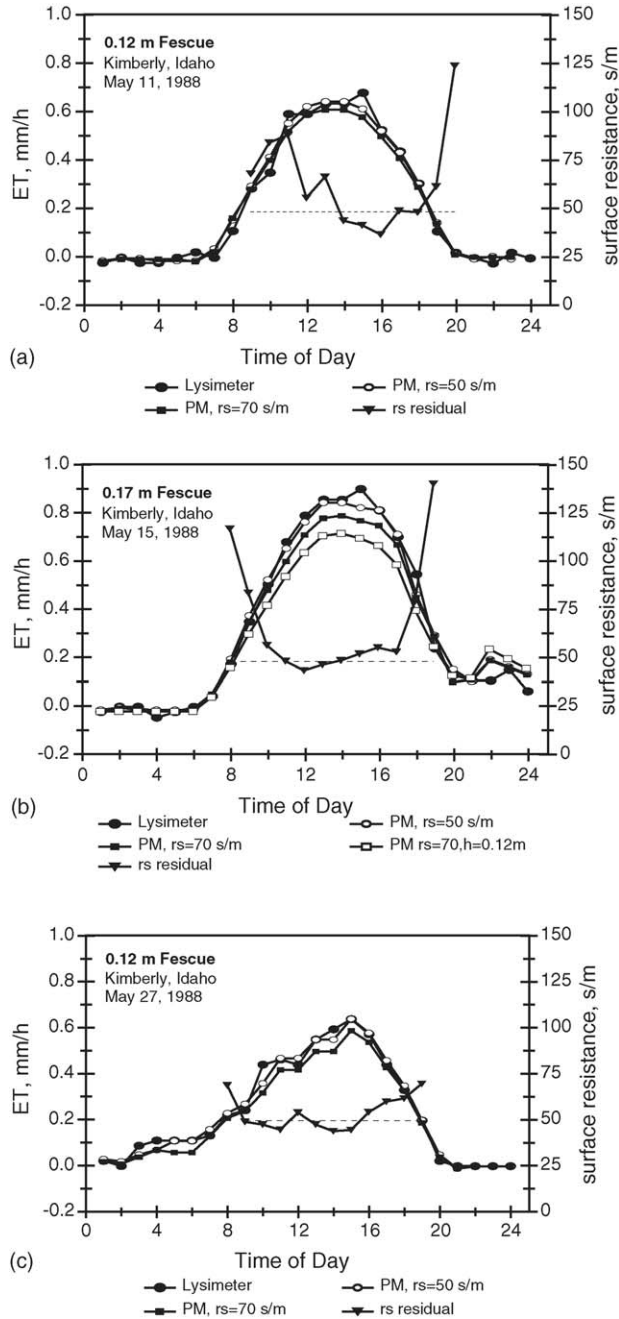 0.12 m Fescue
Kimberly, Idaho
May 11, 1988
ET, mm/h
1.0
0.8
0.6
0.4
0.2
0.0
-0.2
150
125
100
75
50
25
0
surface resistance, s/m
0 4 8 12 16 20 24
(a)
Time of Day
Lysimeter
PM, rs=50 s/m
PM, rs=70 s/m
rs residual
0.17 m Fescue
Kimberly, Idaho
May 15, 1988
ET, mm/h
1.0
0.8
0.6
0.4
0.2
0.0
-0.2
150
125
100
75
50
25
0
surface resistance, s/m
0 4 8 12 16 20 24
(b)
Time of Day
Lysimeter
PM, rs=50 s/m
PM, rs=70 s/m
PM rs=70,h=0.12m
rs residual
0.12 m Fescue
Kimberly, Idaho
May 27, 1988
ET, mm/h
1.0
0.8
0.6
0.4
0.2
0.0
-0.2
150
125
100
75
50
25
0
surface resistance, s/m
0 4 8 12 16 20 24
(c)
Time of Day
Lysimeter
PM, rs=50 s/m
PM, rs=70 s/m
rs residual